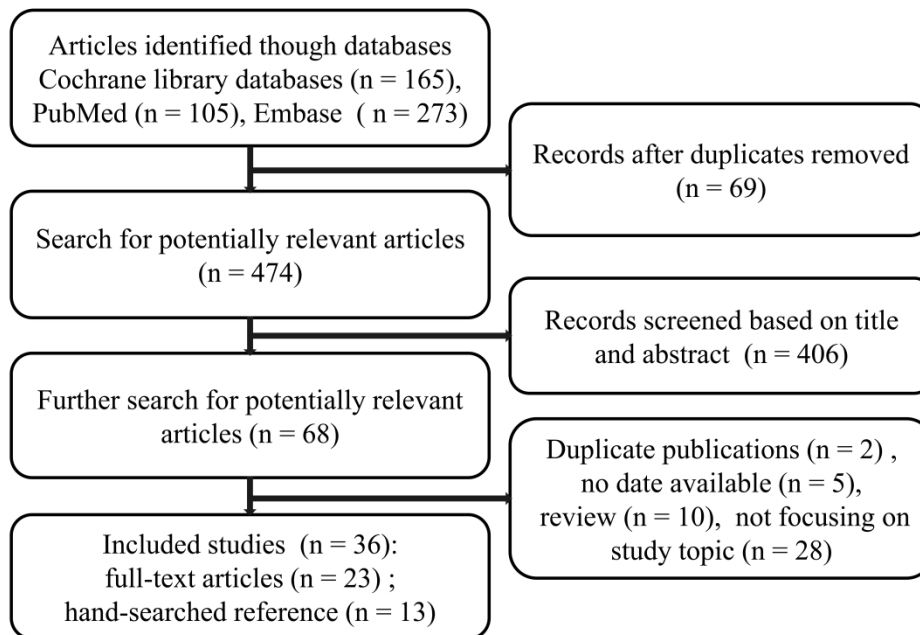 Articles identified though databases
Cochrane library databases (n = 165),
PubMed (n = 105), Embase ( n = 273)
Records after duplicates removed
(n = 69)
Search for potentially relevant articles
(n = 474)
Records screened based on title
and abstract (n = 406)
Further search for potentially relevant
articles (n = 68)
Duplicate publications (n = 2) ,
no date available (n = 5),
review (n = 10), not focusing on
study topic (n = 28)
Included studies (n = 36):
full-text articles (n = 23) ;
hand-searched reference (n = 13)